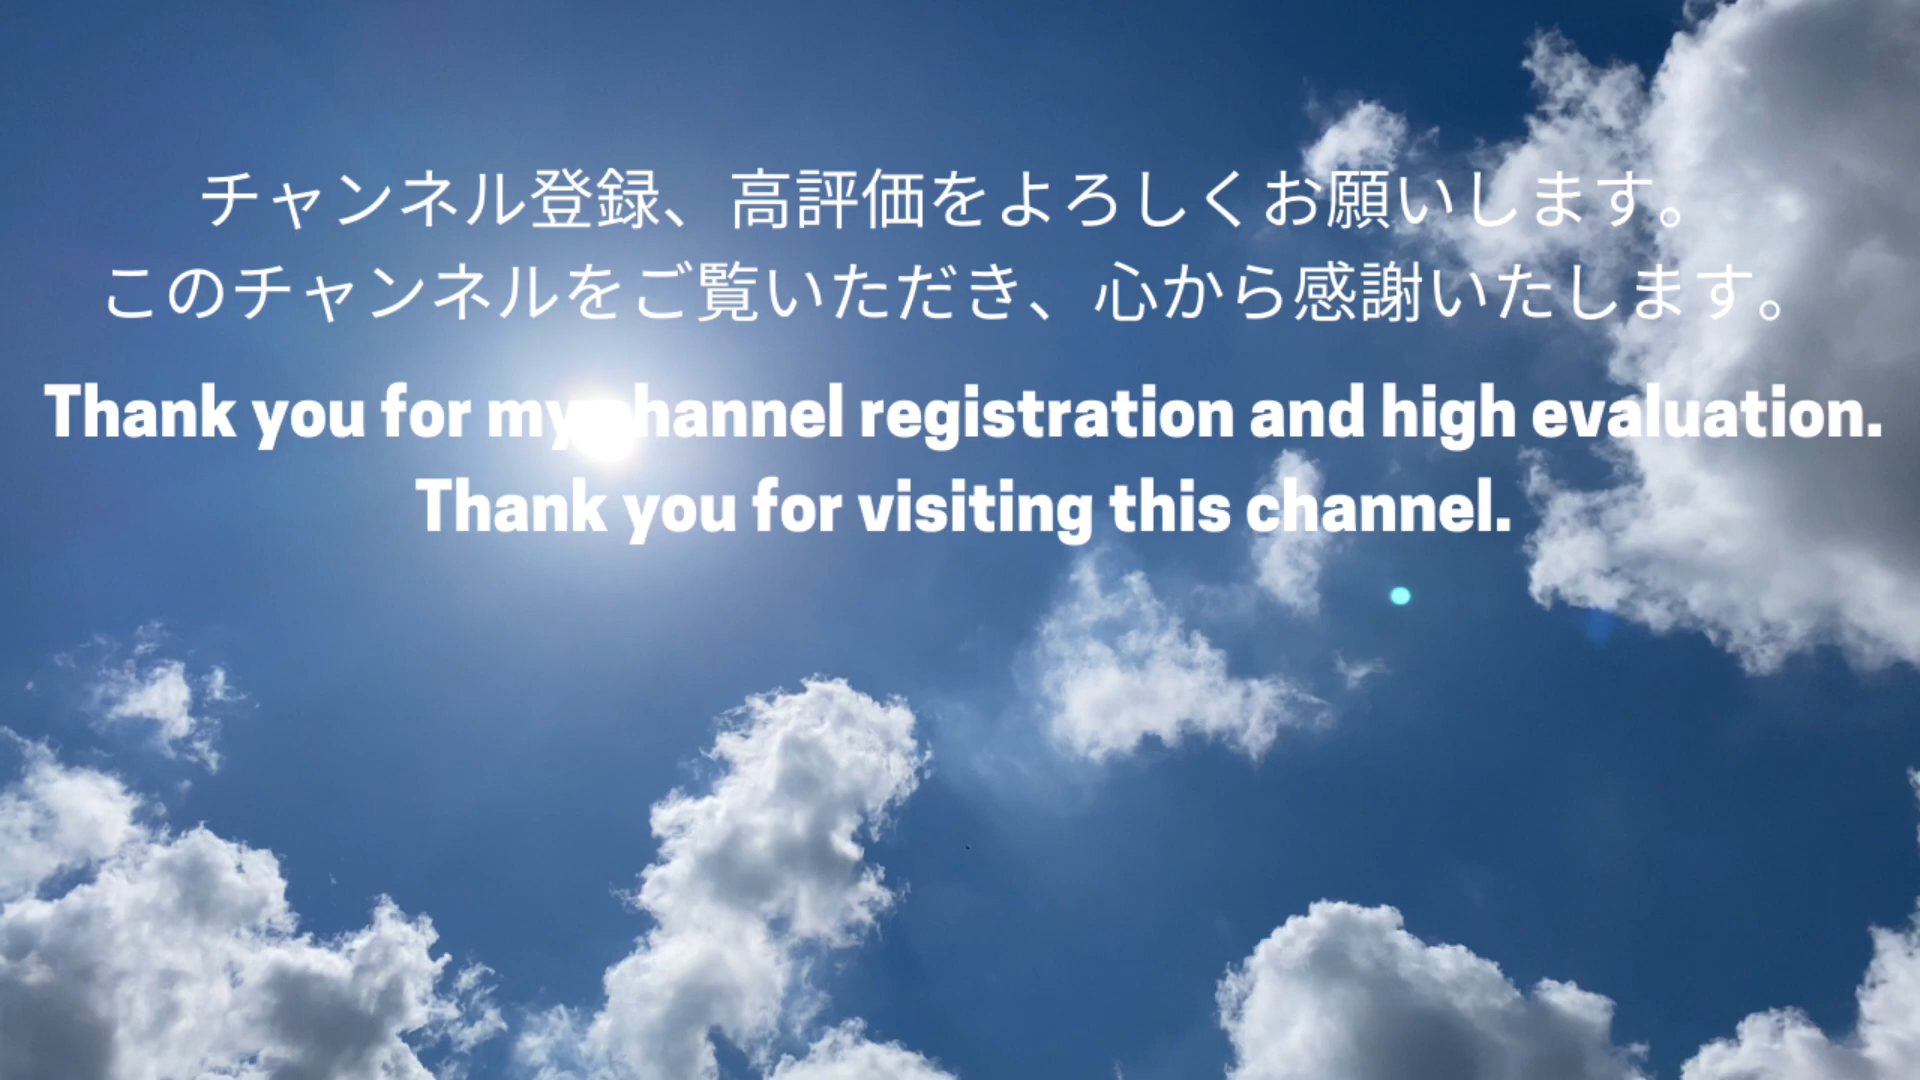 チャンネル登録、高評価をよろしくお願いします。
このチャンネルをご覧いただき、心から感謝いたします。
Thank you for my channel registration and high evaluation.
Thank you for visiting this channel.